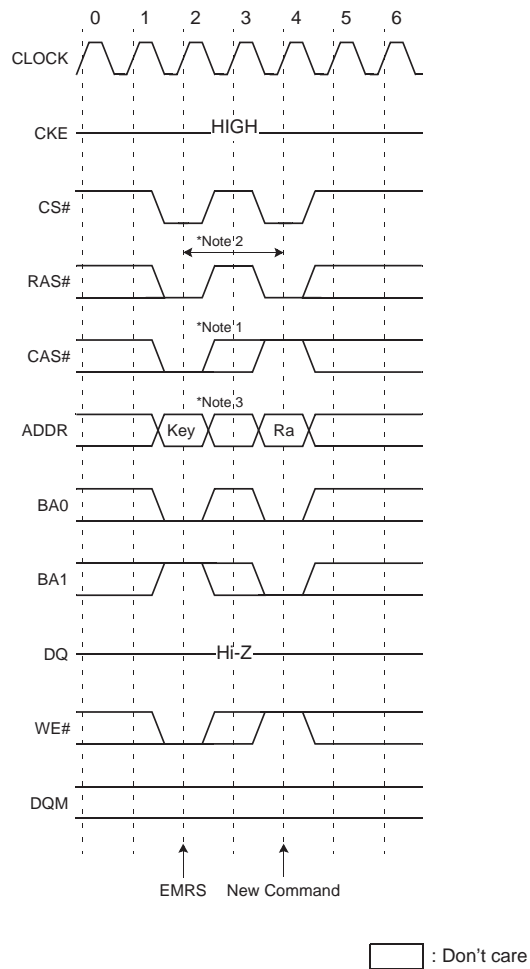 0 1 2 3 4 5 6
CLOCK
CKE HIGH
CS#
*Note 2
RAS#
*Note 1
CAS#
*Note 3
ADDR Key Ra
BA0
BA1
DQ Hi-Z
WE#
DQM
EMRS New Command
: Don't care